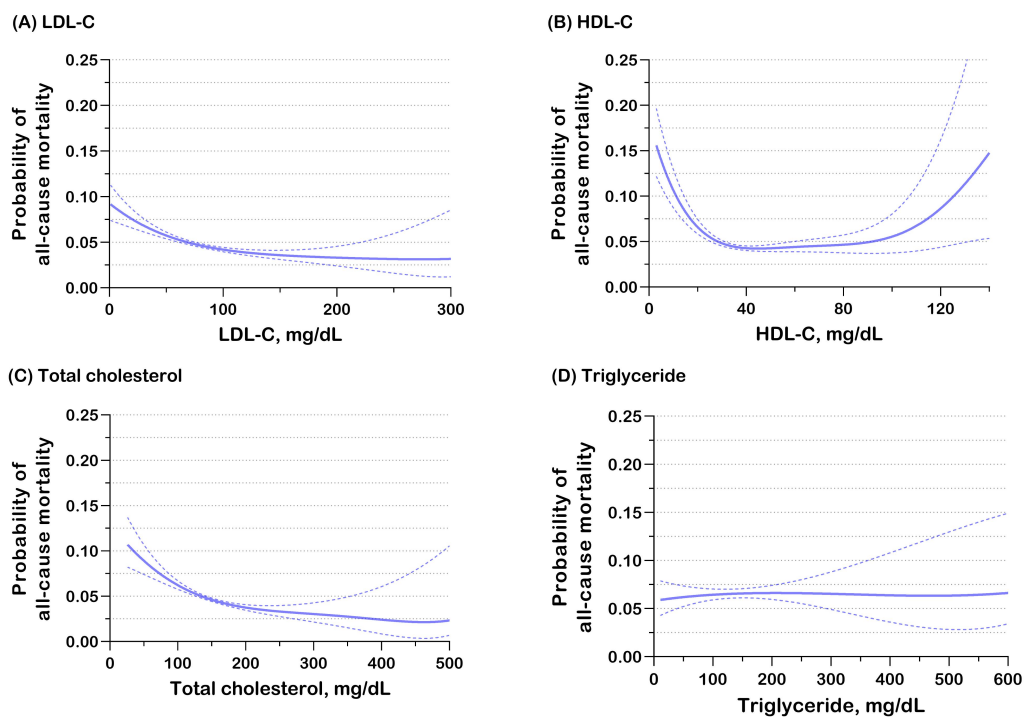 (A) LDL-C
Probability of
all-cause mortality
0.25
0.20
0.15
0.10
0.05
0.00
0
100
200
300
LDL-C, mg/dL
(B) HDL-C
Probability of
all-cause mortality
0.25
0.20
0.15
0.10
0.05
0.00
0
40
80
120
HDL-C, mg/dL
(C) Total cholesterol
Probability of
all-cause mortality
0.25
0.20
0.15
0.10
0.05
0.00
0
100
200
300
400
500
Total cholesterol, mg/dL
(D) Triglyceride
Probability of
all-cause mortality
0.25
0.20
0.15
0.10
0.05
0.00
0
100
200
300
400
500
600
Triglyceride, mg/dL